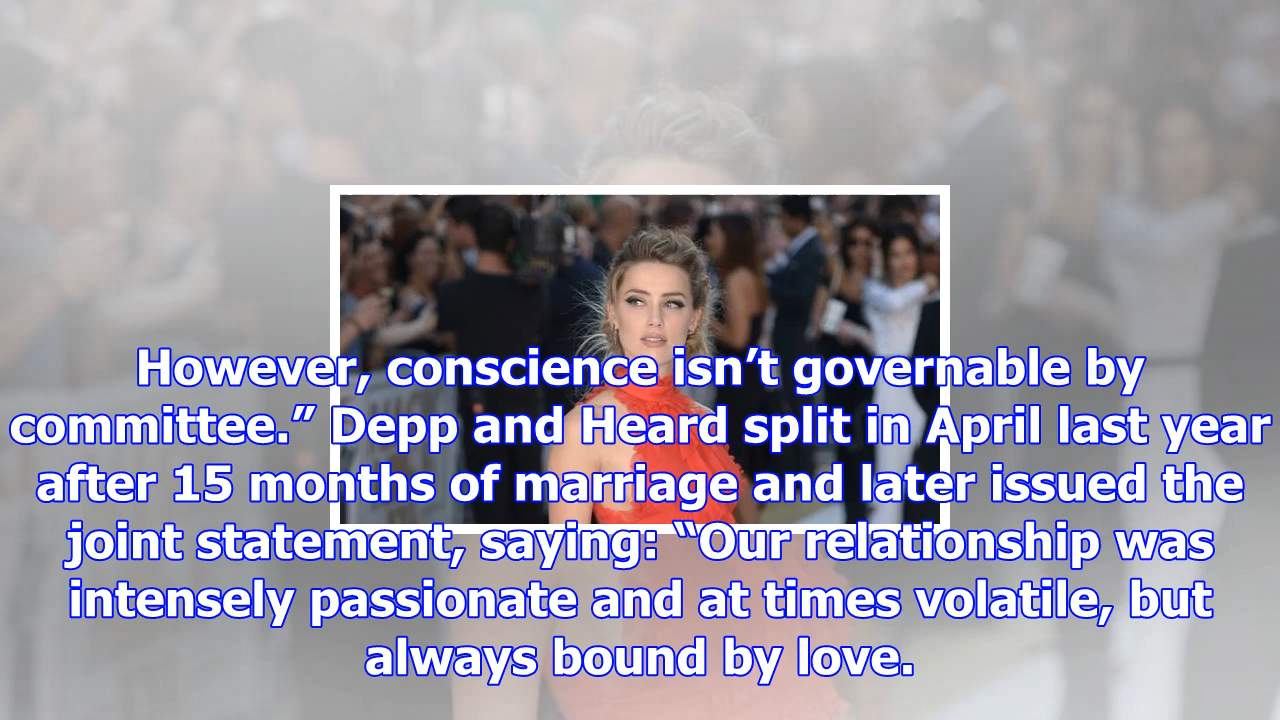 However, conscience isn’t governable by
committee.” Depp and Heard split in April last year
after 15 months of marriage and later issued the
joint statement, saying: “Our relationship was
intensely passionate and at times volatile, but
always bound by love.